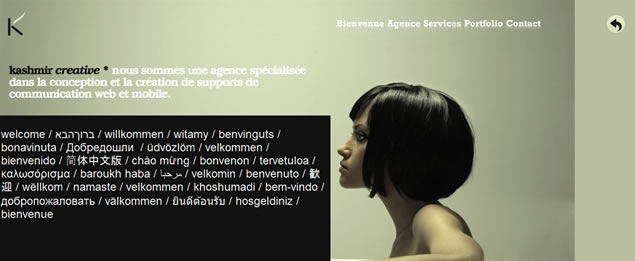 K
Bienvenue Agence Services Portfolio Contact
kashmir creative * nous sommes une agence spécialisée
dans la conception et la création de supports de
communication web et mobile.
welcome / ברוך הבא / willkommen / witamy / benvinguts /
bonavinuta / Добредошли / üdvözlöm / velkommen /
bienvenido / 简体中文版 / chào mừng / bonvenon / tervetuloa /
καλωσόρισμα / baroukh haba / مرحبا / velkomin / benvenuto / 歡
迎 / wëllkom / namaste / velkommen / khoshumadi / bem-vindo /
добропожаловать / välkommen / ยินดีต้อนรับ / hosgeldiniz /
bienvenue